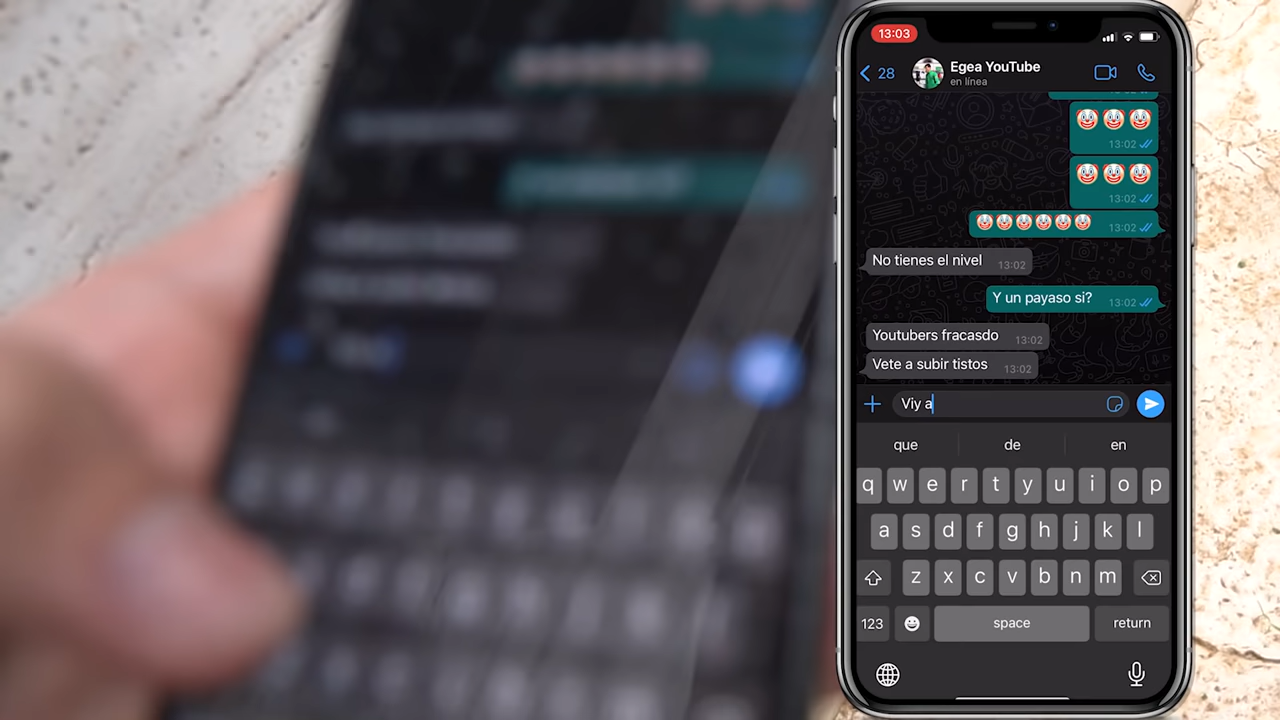 13:03
28
Egea YouTube
en línea
13:02
13:02
13:02
No tienes el nivel 13:02
Y un payaso si? 13:02
Youtubers fracasdo 13:02
Vete a subir tistos 13:02
Viy a
que de en
q w e r t y u i o p
a s d f g h j k l
z x c v b n m
123 space return